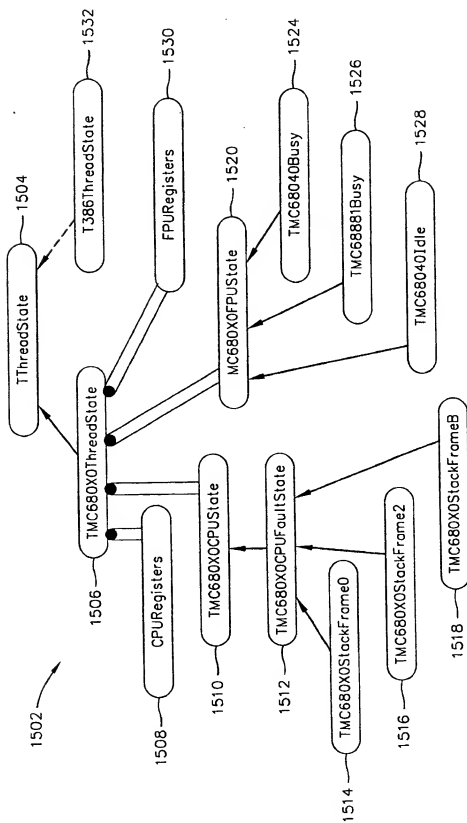 1502
1504
TThreadState
1532
T386ThreadState
1506
TMC680X0ThreadState
1530
FPURegisters
1508
CPURegisters
1510
TMC680X0CPUState
1520
MC680X0FPUState
1524
TMC68040Busy
1512
TMC680X0CPUFaultState
1526
TMC68881Busy
1514
TMC680X0StackFrame0
1528
TMC68040Idle
1516
TMC680X0StackFrame2
1518
TMC680X0StackFrameB